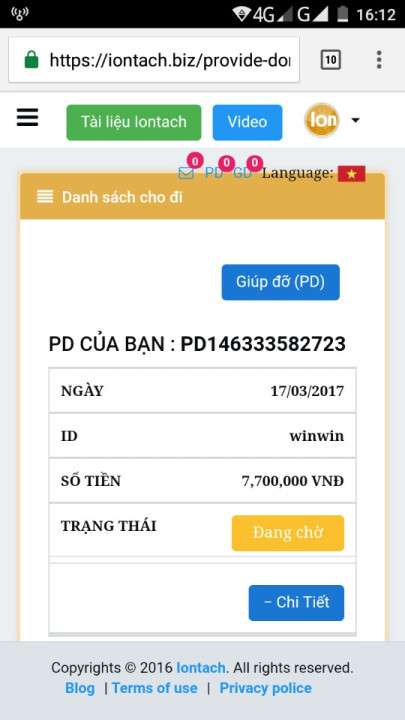 4G G 16:12
https://iontach.biz/provide-do
10
Tài liệu Iontach Video Ion
0 0 0
PD GD Language:
Danh sách cho đi
Giúp đỡ (PD)
PD CỦA BẠN : PD146333582723
NGÀY 17/03/2017
ID winwin
SỐ TIỀN 7,700,000 VNĐ
TRẠNG THÁI Đang chờ
− Chi Tiết
Copyrights © 2016 Iontach. All rights reserved.
Blog | Terms of use | Privacy police